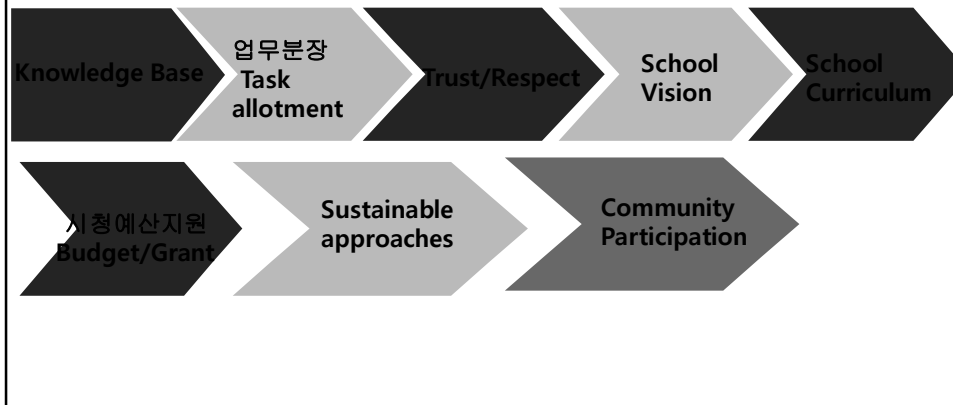 Knowledge Base
업무분장
Task
allotment
Trust/Respect
School
Vision
School
Curriculum
시청예산지원
Budget/Grant
Sustainable
approaches
Community
Participation